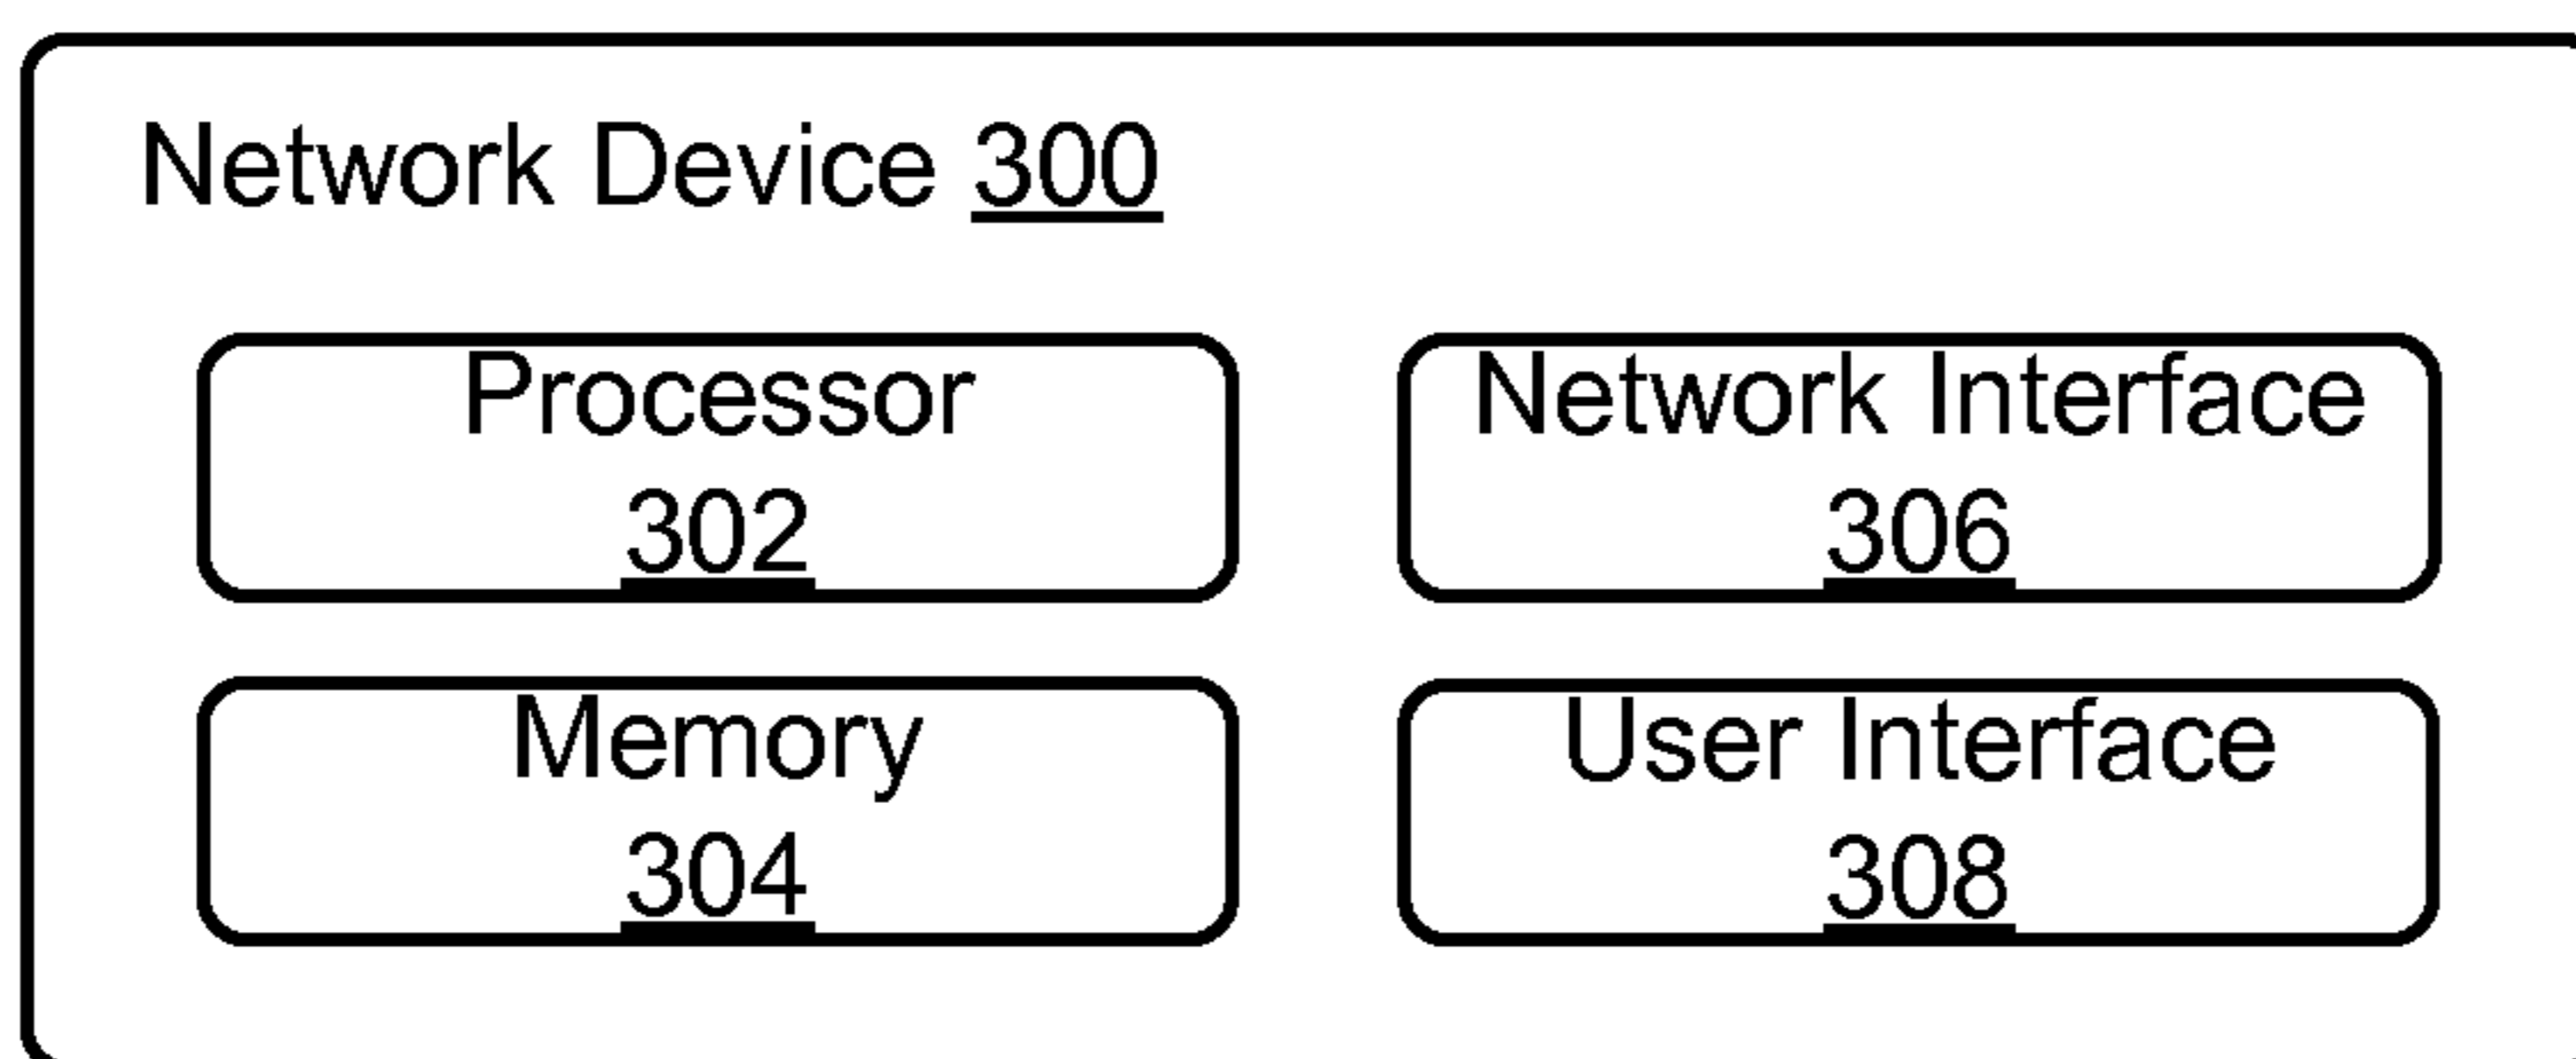 Network Device 300
Processor
302
Network Interface
306
Memory
304
User Interface
308